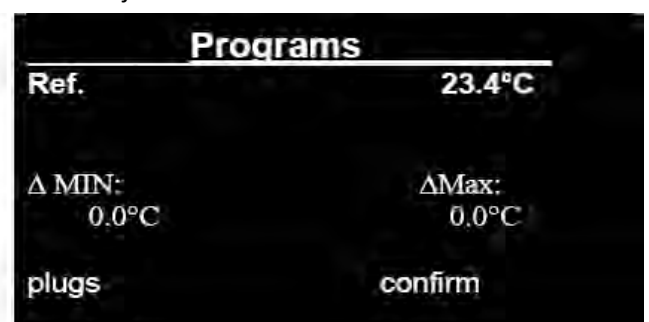 Programs
Ref. 23.4°C
Δ MIN: ΔMax:
0.0°C 0.0°C
plugs confirm